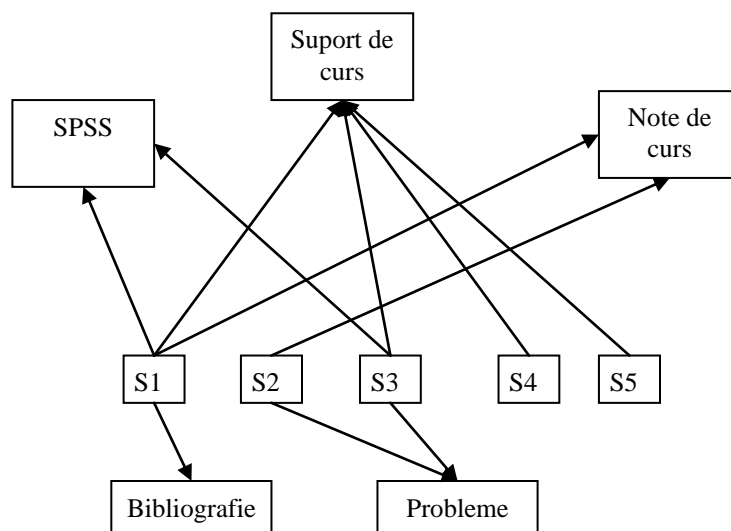 Suport de
curs
SPSS
Note de
curs
S1
S2
S3
S4
S5
Bibliografie
Probleme